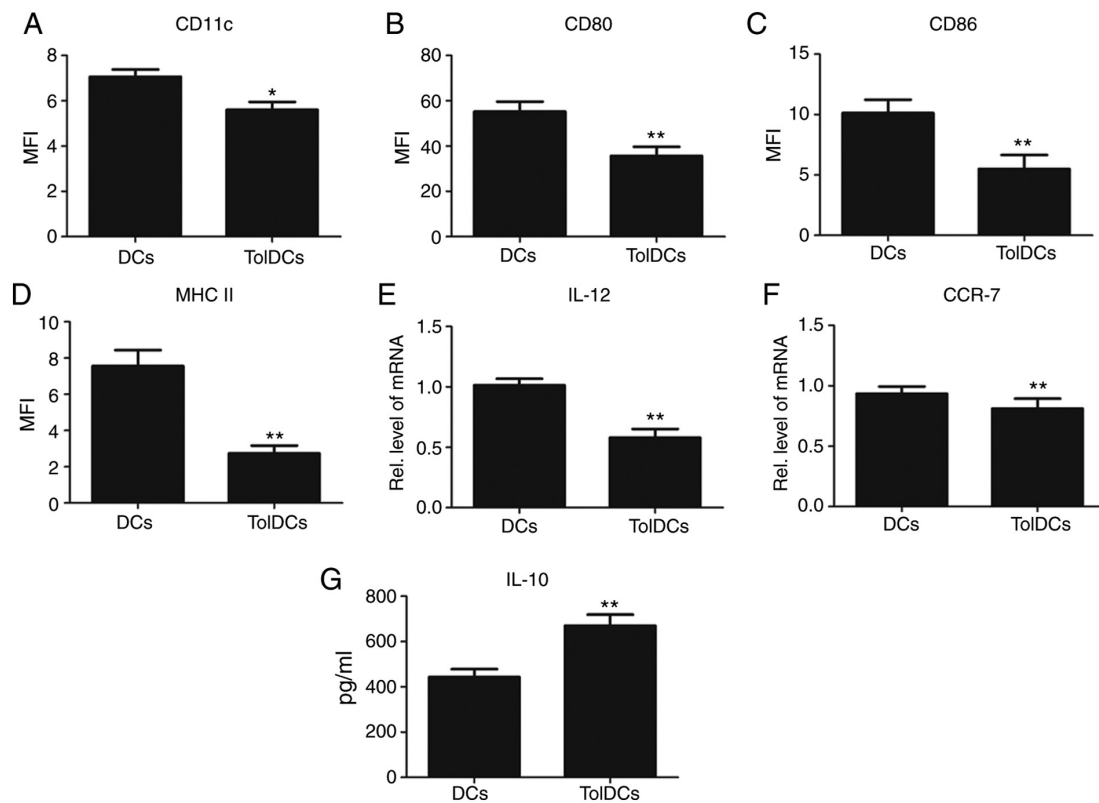 A
CD11c
MFI
8
6
4
2
0
*
DCs
TolDCs
B
CD80
MFI
80
60
40
20
0
**
DCs
TolDCs
C
CD86
MFI
15
10
5
0
**
DCs
TolDCs
D
MHC II
MFI
10
8
6
4
2
0
**
DCs
TolDCs
E
IL-12
Rel. level of mRNA
1.5
1.0
0.5
0.0
**
DCs
TolDCs
F
CCR-7
Rel. level of mRNA
1.5
1.0
0.5
0.0
**
DCs
TolDCs
G
IL-10
pg/ml
800
600
400
200
0
**
DCs
TolDCs